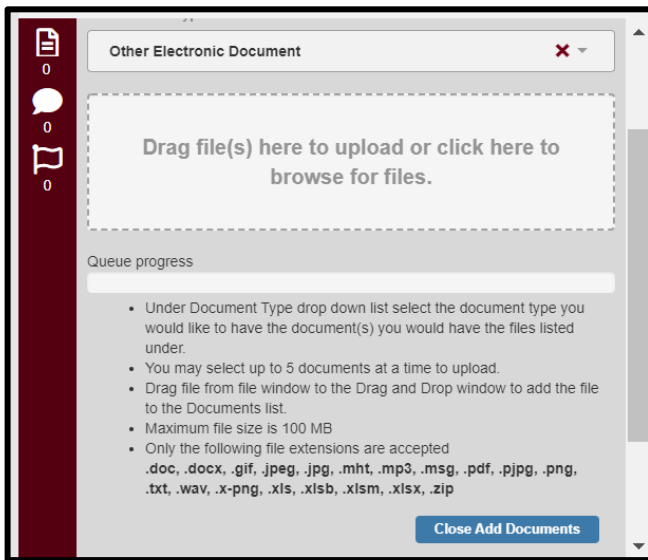 0
0
0
Other Electronic Document
Drag file(s) here to upload or click here to
browse for files.
Queue progress
Under Document Type drop down list select the document type you
would like to have the document(s) you would have the files listed
under.
You may select up to 5 documents at a time to upload.
Drag file from file window to the Drag and Drop window to add the file
to the Documents list.
Maximum file size is 100 MB
Only the following file extensions are accepted
.doc, .docx, .gif, .jpeg, .jpg, .mht, .mp3, .msg, .pdf, .pjpg, .png,
.txt, .wav, .x-png, .xls, .xlsb, .xlsm, .xlsx, .zip
Close Add Documents